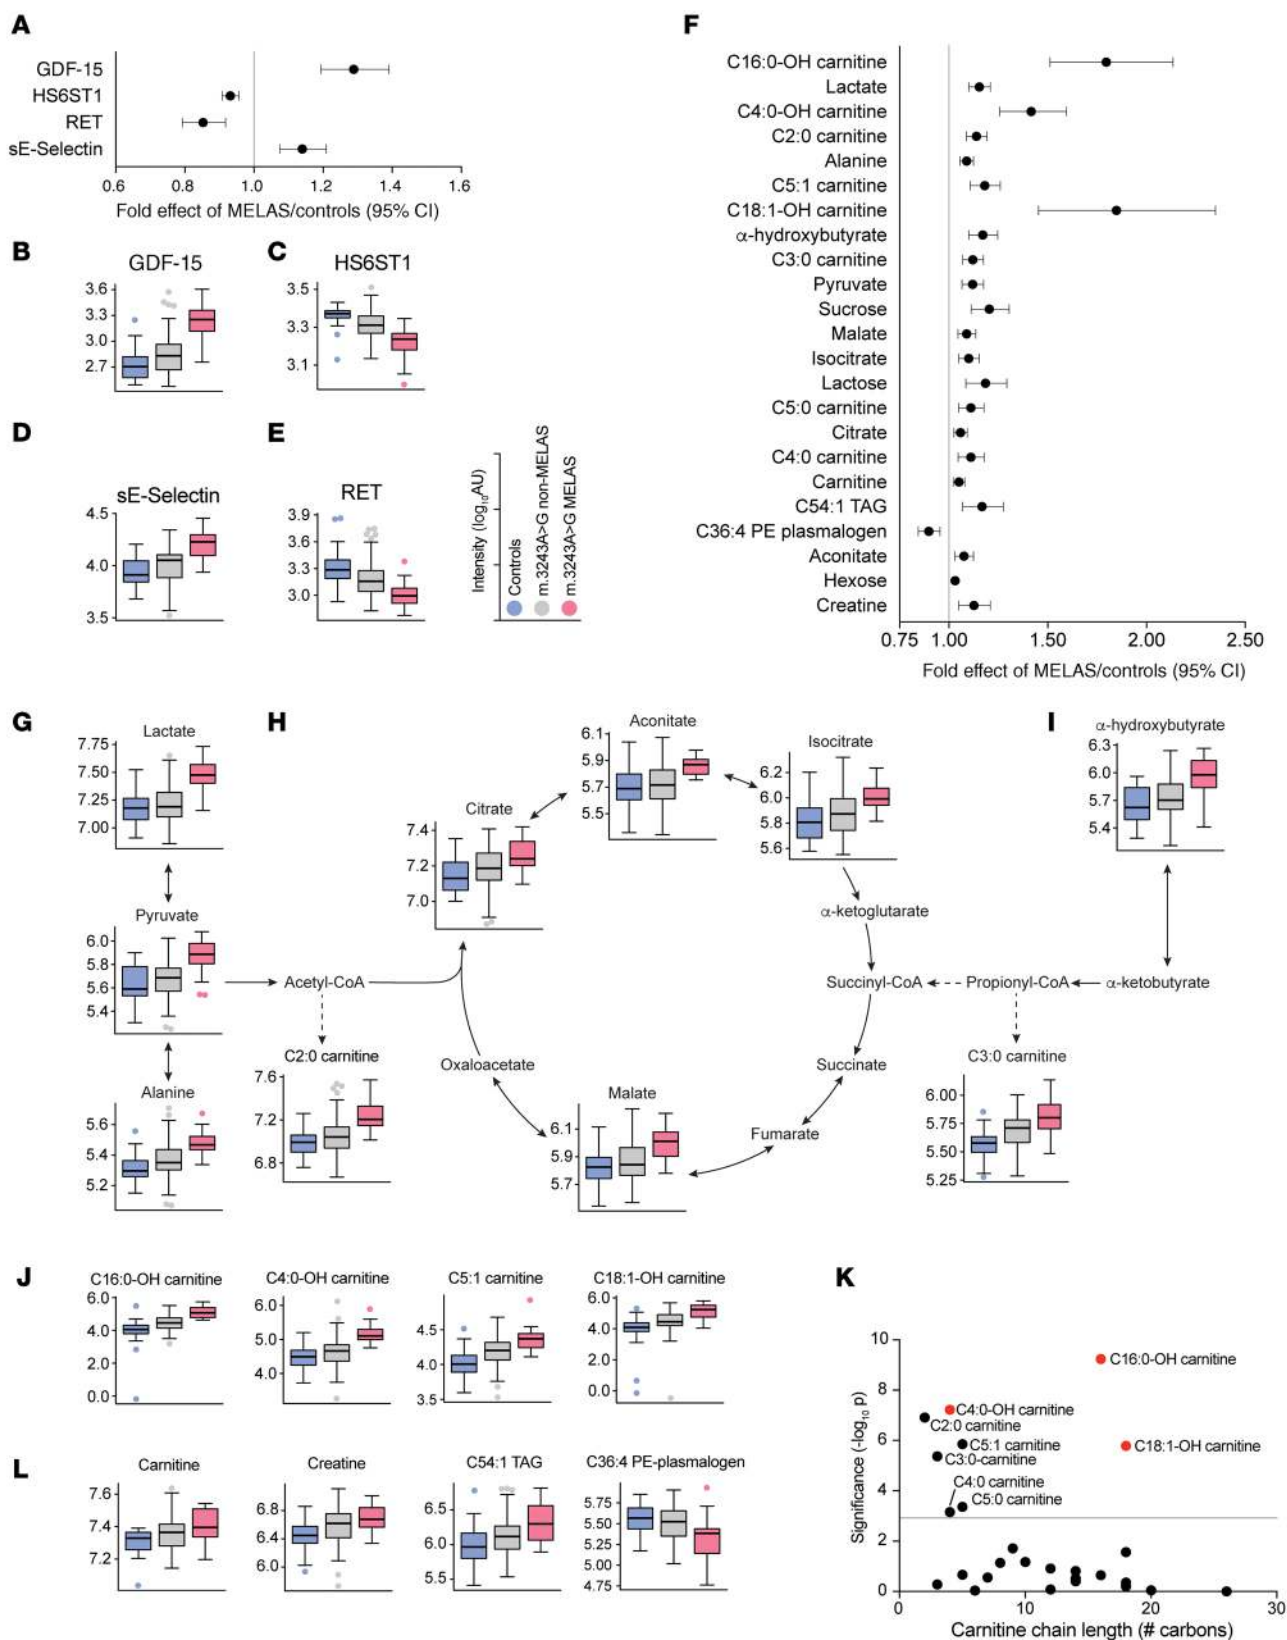 A
GDF-15
HS6ST1
RET
sE-Selectin
0.6 0.8 1.0 1.2 1.4 1.6
Fold effect of MELAS/controls (95% CI)
B
GDF-15
3.6
3.3
3.0
2.7
C
HS6ST1
3.5
3.3
3.1
D
sE-Selectin
4.5
4.0
3.5
E
RET
3.9
3.6
3.3
3.0
Intensity (log10AU)
Controls
m.3243A>G non-MELAS
m.3243A>G MELAS
F
C16:0-OH carnitine
Lactate
C4:0-OH carnitine
C2:0 carnitine
Alanine
C5:1 carnitine
C18:1-OH carnitine
α-hydroxybutyrate
C3:0 carnitine
Pyruvate
Sucrose
Malate
Isocitrate
Lactose
C5:0 carnitine
Citrate
C4:0 carnitine
Carnitine
C54:1 TAG
C36:4 PE plasmalogen
Aconitate
Hexose
Creatine
0.75 1.00 1.50 2.00 2.50
Fold effect of MELAS/controls (95% CI)
G
Lactate
7.75
7.50
7.25
7.00
Pyruvate
6.0
5.8
5.6
5.4
Alanine
5.6
5.4
5.2
H
Acetyl-CoA
C2:0 carnitine
7.6
7.2
6.8
Citrate
7.4
7.2
7.0
Aconitate
6.1
5.9
5.7
5.5
Isocitrate
6.2
6.0
5.8
5.6
α-ketoglutarate
Succinyl-CoA
Succinate
Fumarate
Malate
6.1
5.9
5.7
Oxaloacetate
I
α-hydroxybutyrate
6.3
6.0
5.7
5.4
α-ketobutyrate
Propionyl-CoA
C3:0 carnitine
6.00
5.75
5.50
5.25
J
C16:0-OH carnitine
6.0
4.0
2.0
0.0
C4:0-OH carnitine
6.0
5.0
4.0
C5:1 carnitine
4.5
4.0
3.5
C18:1-OH carnitine
6.0
4.0
2.0
0.0
K
Significance (-log10 p)
10
8
6
4
2
0
C16:0-OH carnitine
C4:0-OH carnitine
C2:0 carnitine
C5:1 carnitine
C18:1-OH carnitine
C3:0-carnitine
C4:0 carnitine
C5:0 carnitine
0 10 20 30
Carnitine chain length (# carbons)
L
Carnitine
7.6
7.4
7.2
Creatine
6.8
6.4
6.0
C54:1 TAG
6.5
6.0
5.5
C36:4 PE-plasmalogen
5.75
5.50
5.25
5.00
4.75